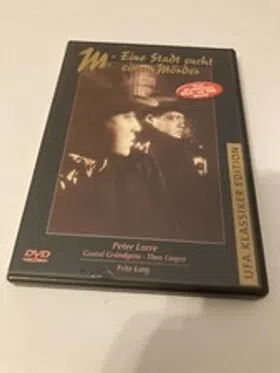 M - Eine Stadt sucht
einen Mörder
Peter Lorre
Gustaf Gründgens · Theo Lingen
Fritz Lang
DVD
UFA KLASSIKER EDITION